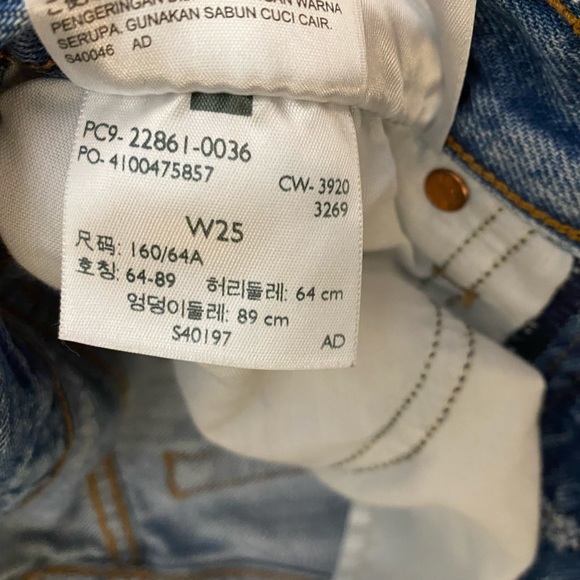 PENGERINGAN WARNA
SERUPA. GUNAKAN SABUN CUCI CAIR.
S40046 AD
PC9-22861-0036
PO-4100475857
CW-3920
3269
W25
尺码: 160/64A
호칭: 64-89 허리둘레: 64 cm
엉덩이둘레: 89 cm
S40197 AD